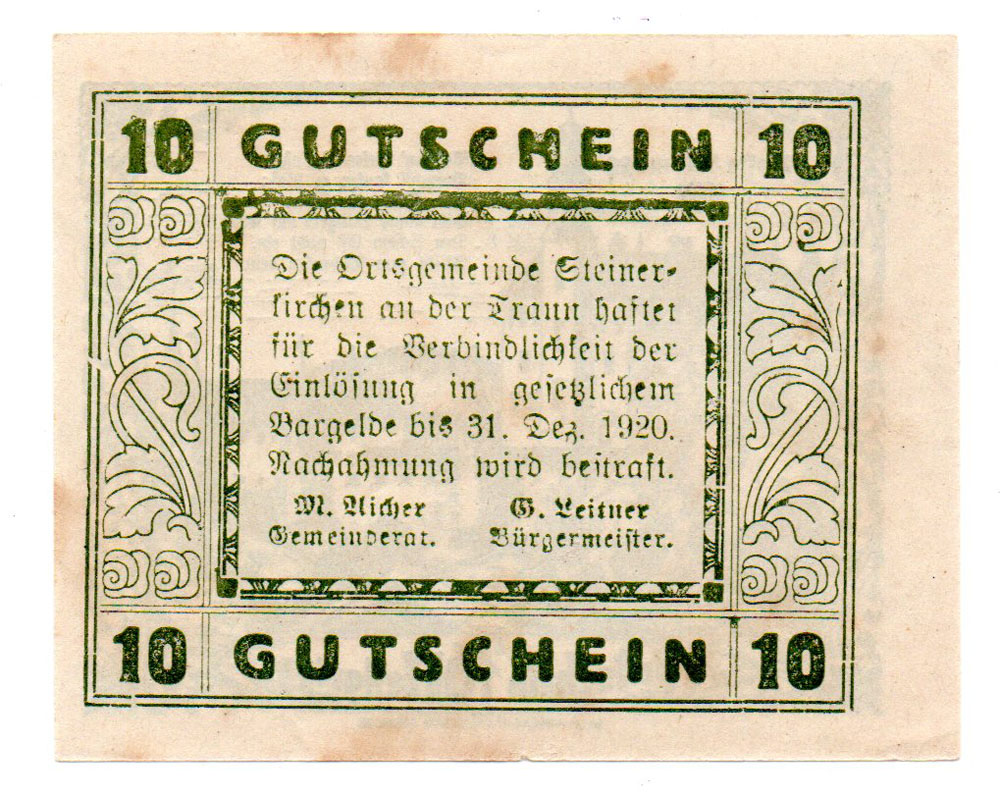 10 GUTSCHEIN 10
Die Ortsgemeinde Steiner-
kirchen an der Traun haftet
für die Verbindlichkeit der
Einlösung in gesetzlichem
Bargelde bis 31. Dez. 1920.
Nachahmung wird bestraft.
M. Aicher G. Leitner
Gemeinderat. Bürgermeister.
10 GUTSCHEIN 10